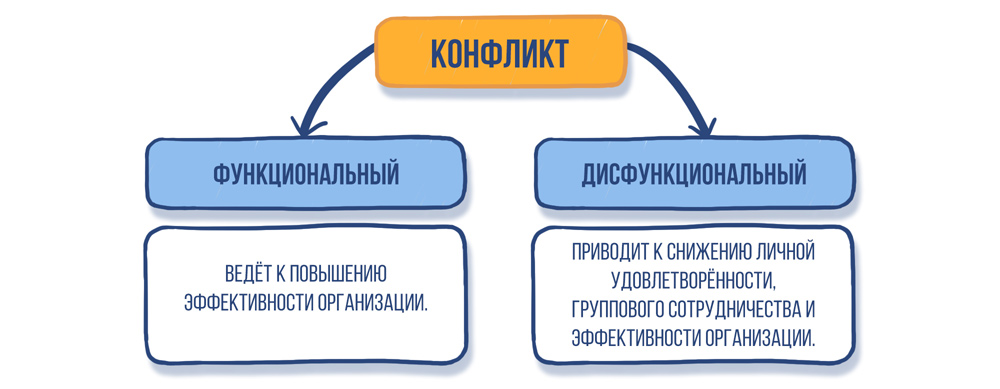 КОНФЛИКТ
ФУНКЦИОНАЛЬНЫЙ
ВЕДЁТ К ПОВЫШЕНИЮ
ЭФФЕКТИВНОСТИ ОРГАНИЗАЦИИ.
ДИСФУНКЦИОНАЛЬНЫЙ
ПРИВОДИТ К СНИЖЕНИЮ ЛИЧНОЙ
УДОВЛЕТВОРЁННОСТИ,
ГРУППОВОГО СОТРУДНИЧЕСТВА И
ЭФФЕКТИВНОСТИ ОРГАНИЗАЦИИ.